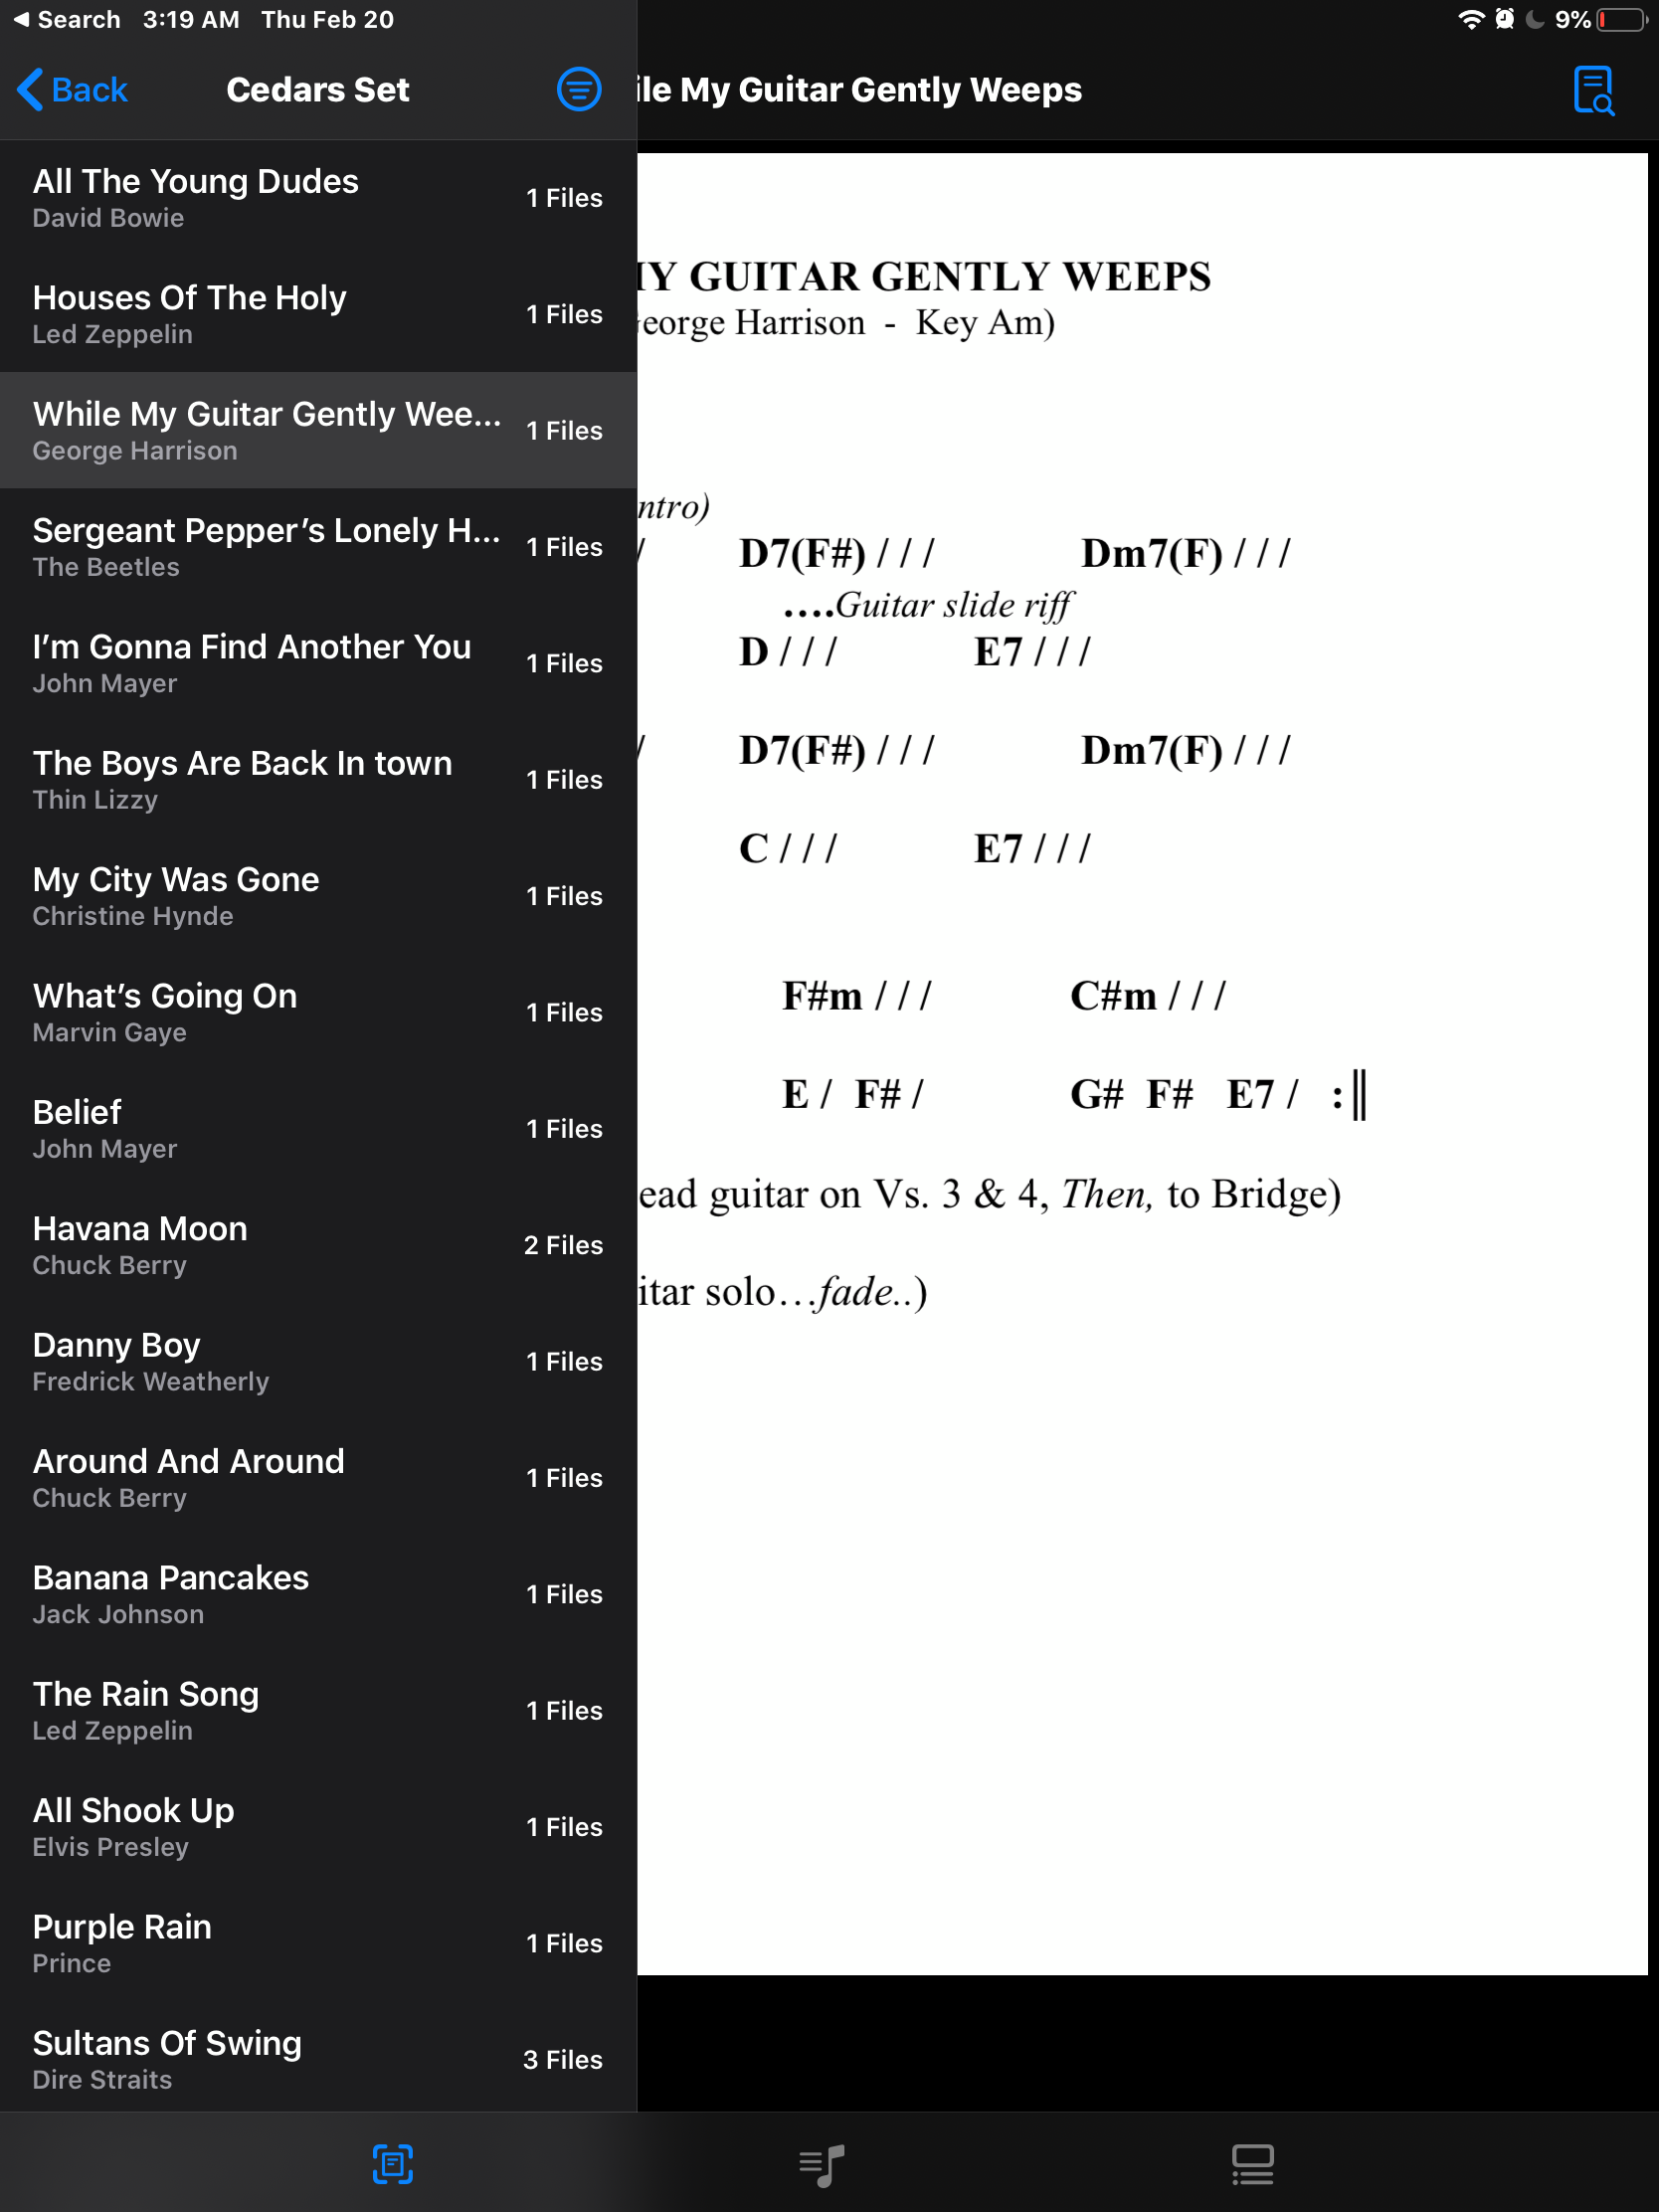 Search 3:19 AM Thu Feb 20 9%
Back Cedars Set
ile My Guitar Gently Weeps
All The Young Dudes
David Bowie
1 Files
Houses Of The Holy
Led Zeppelin
1 Files
While My Guitar Gently Wee...
George Harrison
1 Files
Sergeant Pepper’s Lonely H...
The Beetles
1 Files
I’m Gonna Find Another You
John Mayer
1 Files
The Boys Are Back In town
Thin Lizzy
1 Files
My City Was Gone
Christine Hynde
1 Files
What’s Going On
Marvin Gaye
1 Files
Belief
John Mayer
1 Files
Havana Moon
Chuck Berry
2 Files
Danny Boy
Fredrick Weatherly
1 Files
Around And Around
Chuck Berry
1 Files
Banana Pancakes
Jack Johnson
1 Files
The Rain Song
Led Zeppelin
1 Files
All Shook Up
Elvis Presley
1 Files
Purple Rain
Prince
1 Files
Sultans Of Swing
Dire Straits
3 Files
MY GUITAR GENTLY WEEPS
eorge Harrison - Key Am)
ntro)
/ D7(F#) / / / Dm7(F) / / /
....Guitar slide riff
D / / / E7 / / /
/ D7(F#) / / / Dm7(F) / / /
C / / / E7 / / /
F#m / / / C#m / / /
E / F# / G# F# E7 / :||
ead guitar on Vs. 3 & 4, Then, to Bridge)
itar solo…fade..)